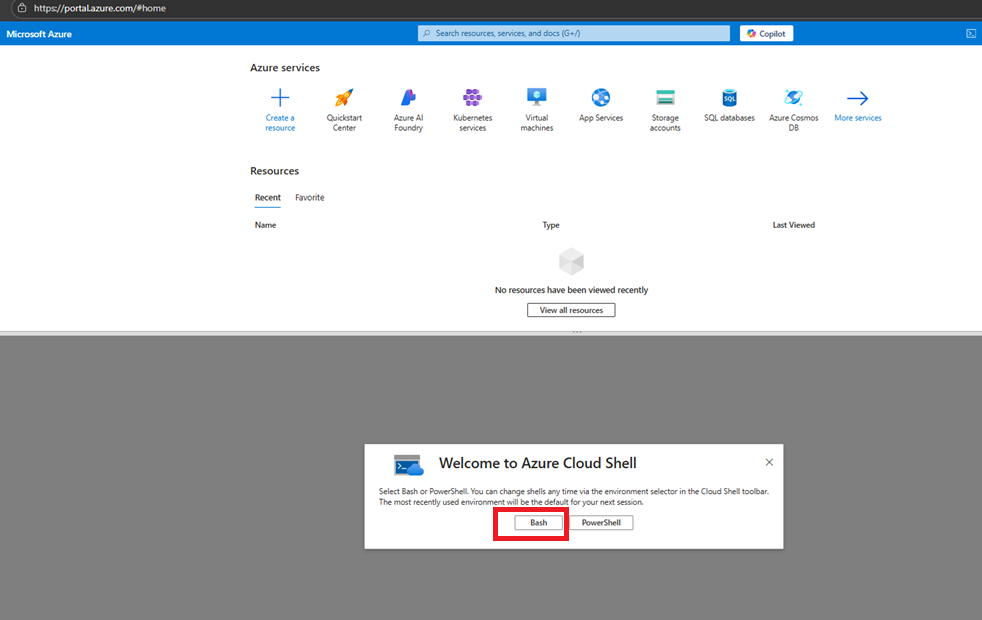 https://portal.azure.com/#home
Microsoft Azure
Search resources, services, and docs (G+/)
Copilot
Azure services
Create a resource
Quickstart Center
Azure AI Foundry
Kubernetes services
Virtual machines
App Services
Storage accounts
SQL
SQL databases
Azure Cosmos DB
More services
Resources
Recent Favorite
Name Type Last Viewed
No resources have been viewed recently
View all resources
Welcome to Azure Cloud Shell
Select Bash or PowerShell. You can change shells any time via the environment selector in the Cloud Shell toolbar.
The most recently used environment will be the default for your next session.
Bash PowerShell